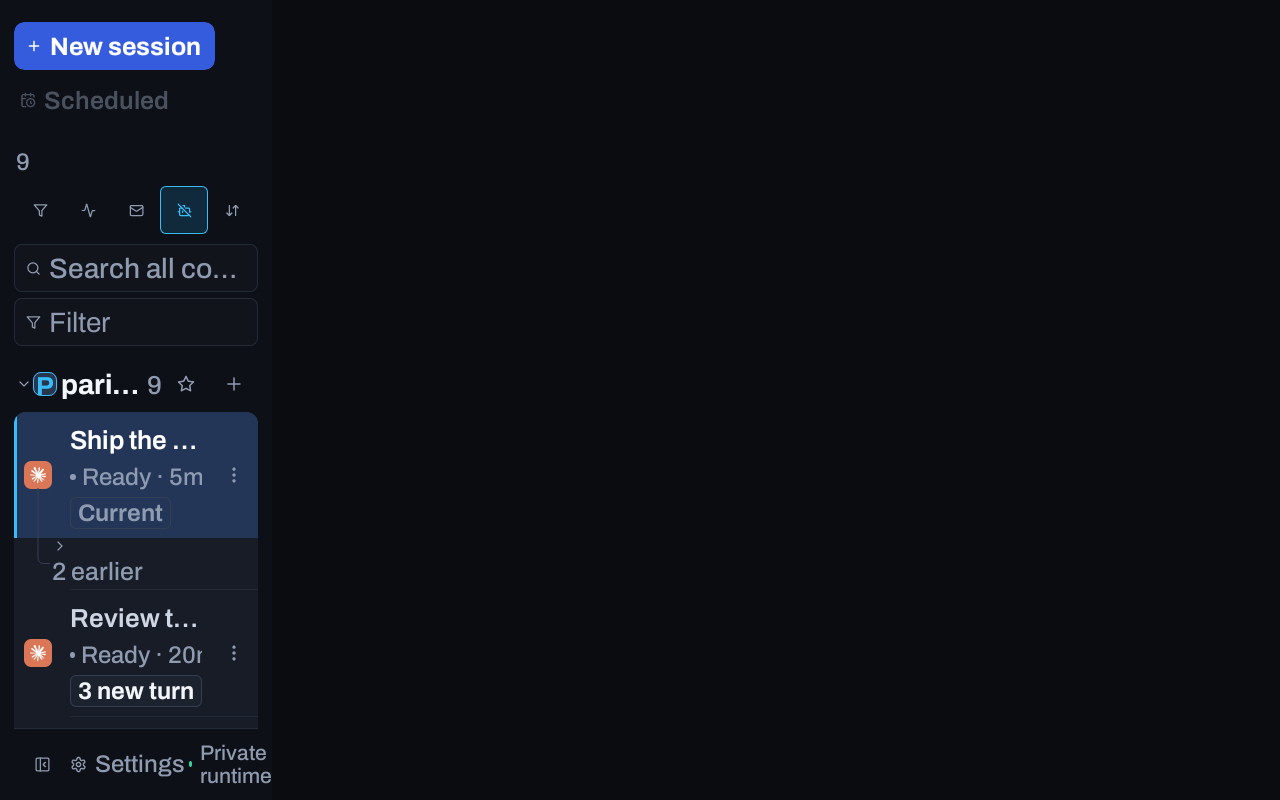 + New session
Scheduled
9
Search all co...
Filter
P pari... 9
Ship the ...
• Ready · 5m
Current
2 earlier
Review t...
• Ready · 20
3 new turn
Settings
Private
runtime